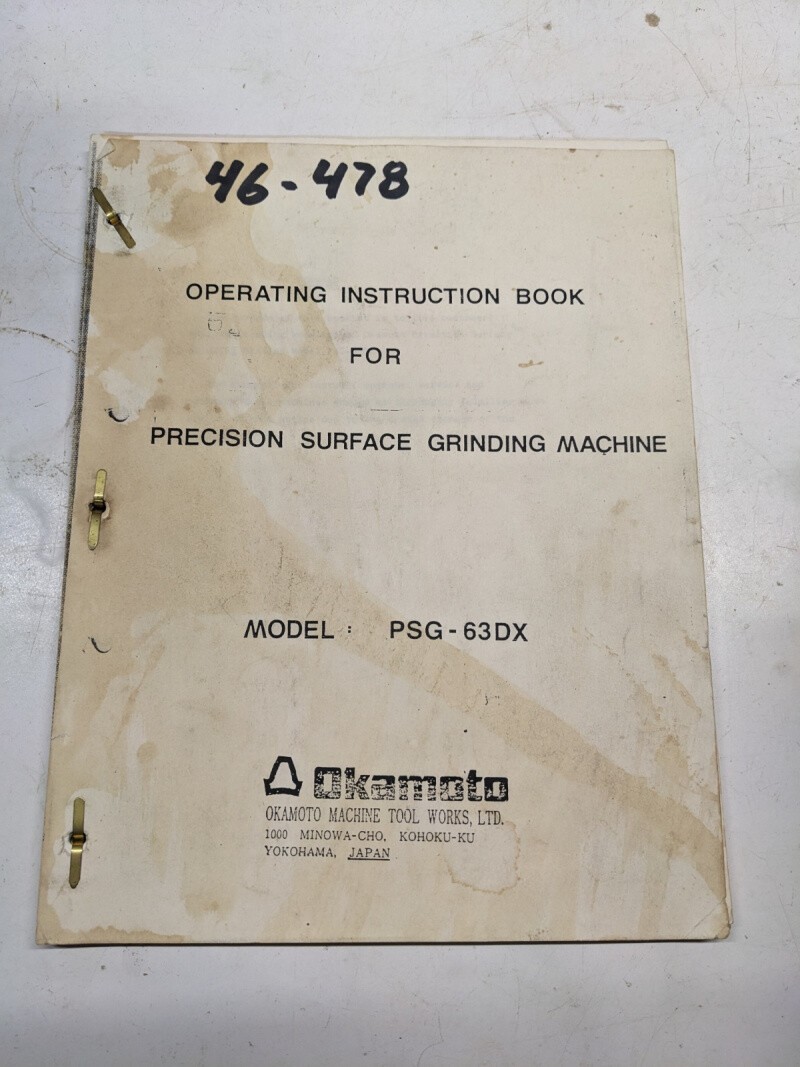 46-478
OPERATING INSTRUCTION BOOK
FOR
PRECISION SURFACE GRINDING MACHINE
MODEL: PSG-63DX
Okamoto
OKAMOTO MACHINE TOOL WORKS, LTD.
1000 MINOWA-CHO, KOHOKU-KU
YOKOHAMA, JAPAN